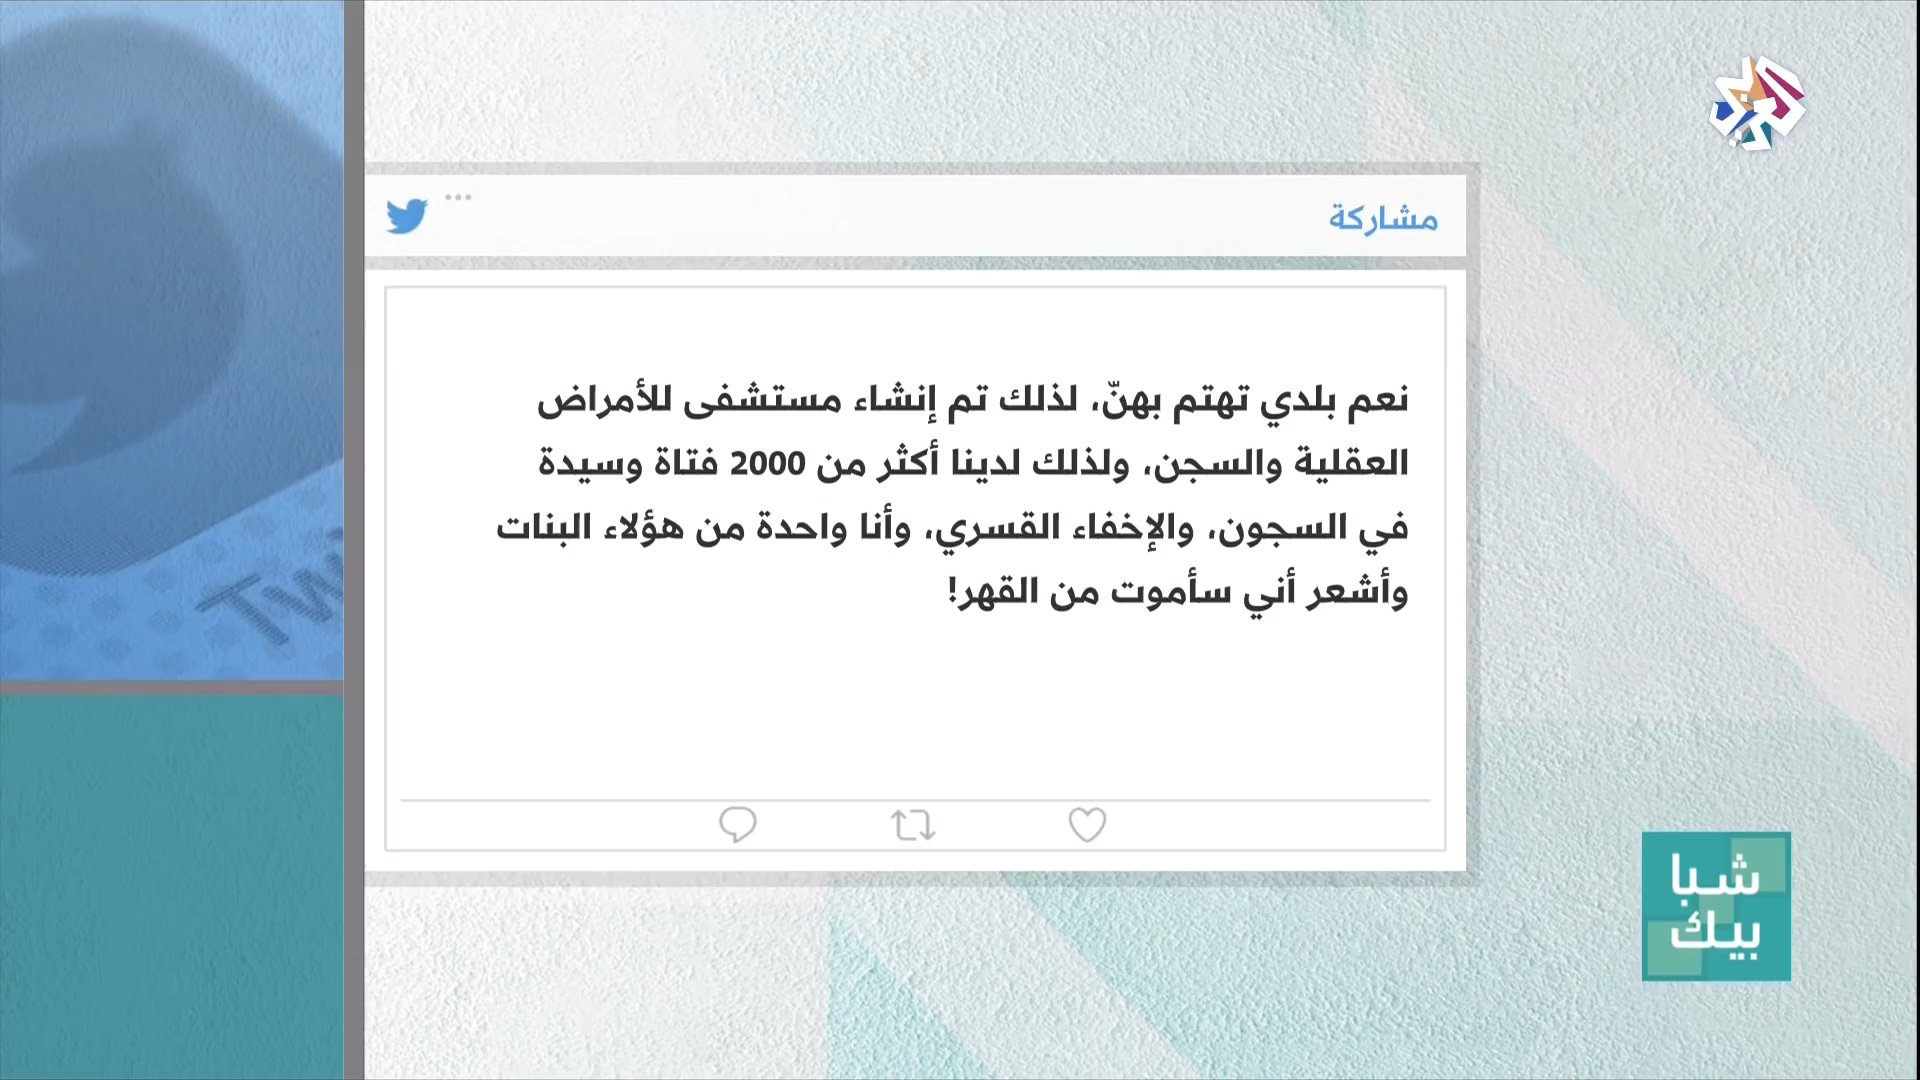 مشاركة
نعم بلدي تهتم بهنّ، لذلك تم إنشاء مستشفى للأمراض
العقلية والسجن، ولذلك لدينا أكثر من 2000 فتاة وسيدة
في السجون، والإخفاء القسري، وأنا واحدة من هؤلاء البنات
وأشعر أني سأموت من القهر!
شبا
بيك